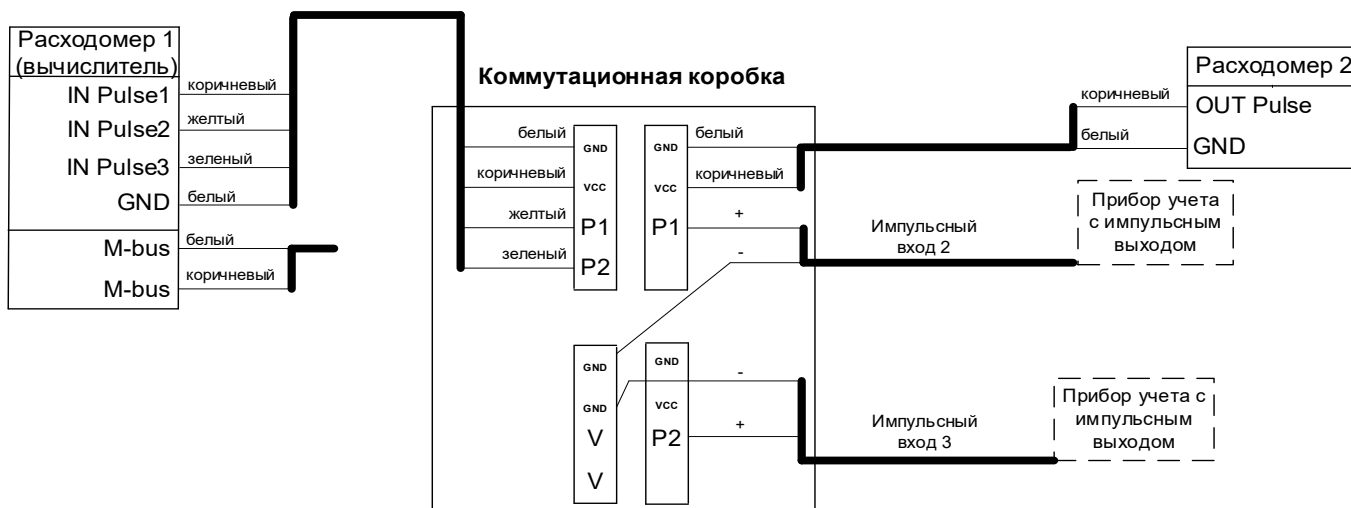 Расходомер 1
(вычислитель)
IN Pulse1
коричневый
IN Pulse2
желтый
IN Pulse3
зеленый
GND
белый
M-bus
белый
M-bus
коричневый
Коммутационная коробка
белый
GND
коричневый
VCC
желтый
P1
зеленый
P2
GND
белый
VCC
коричневый
P1
+
-
Импульсный
вход 2
GND
GND
V
V
GND
VCC
P2
-
+
Импульсный
вход 3
Расходомер 2
коричневый
OUT Pulse
белый
GND
Прибор учета
с импульсным
выходом
Прибор учета с
импульсным
выходом